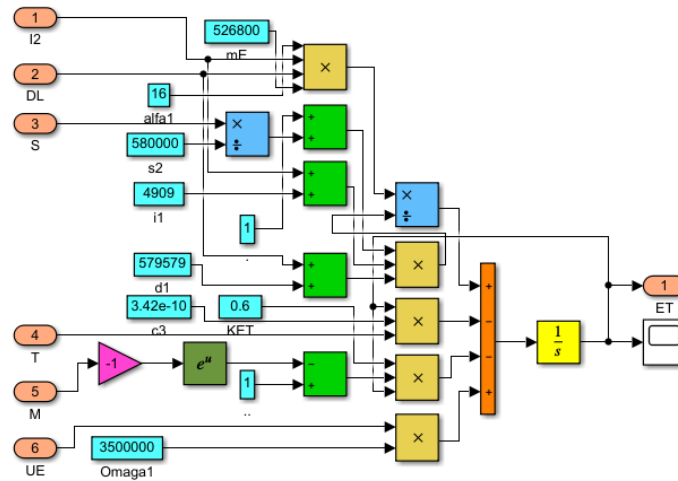 1
I2
526800
mE
2
DL
16
alfa1
×
3
S
×
÷
+
+
580000
s2
4909
i1
+
+
×
÷
1
.
579579
d1
+
+
×
3.42e-10
c3
0.6
KET
×
4
T
-1
e^u
−
+
×
1
..
5
M
6
UE
3500000
Omaga1
×
+
−
−
+
1
s
1
ET